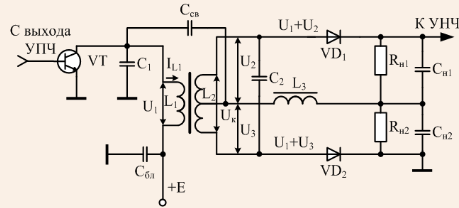 С выхода
УПЧ
VT
C₁
Cсв
I_L1
U₁
L₁
L₂
Uк
U₂
U₃
C₂
U₁+U₂
VD₁
L₃
U₁+U₃
VD₂
Rн1
Cн1
Rн2
Cн2
К УНЧ
Cбл
+E